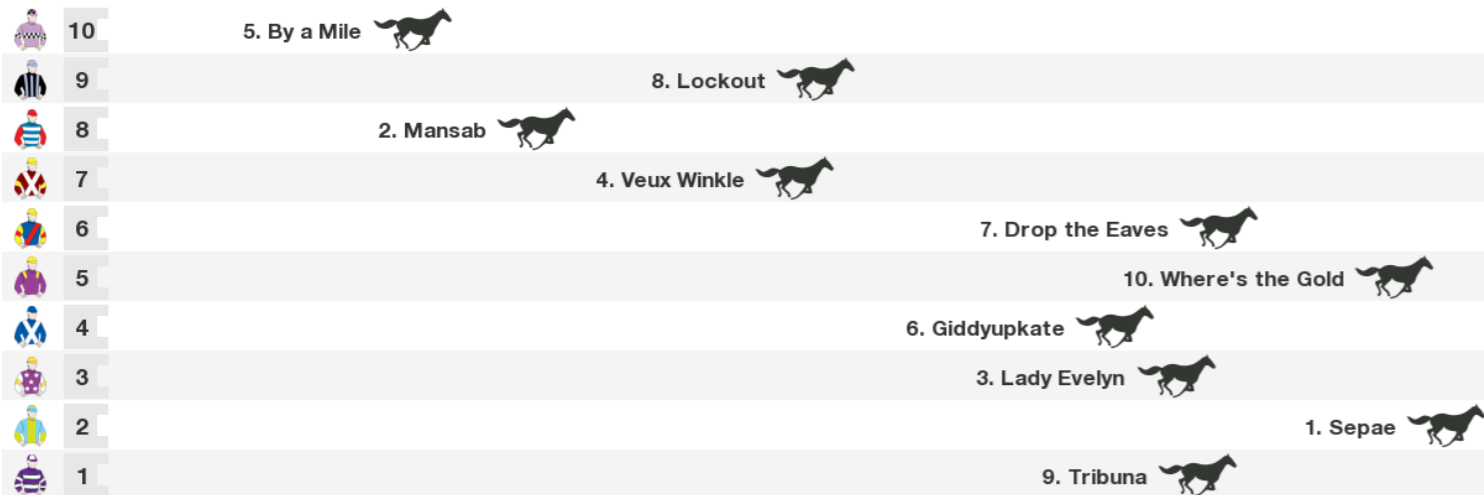 10 5. By a Mile
9 8. Lockout
8 2. Mansab
7 4. Veux Winkle
6 7. Drop the Eaves
5 10. Where's the Gold
4 6. Giddyupkate
3 3. Lady Evelyn
2 1. Sepae
1 9. Tribuna